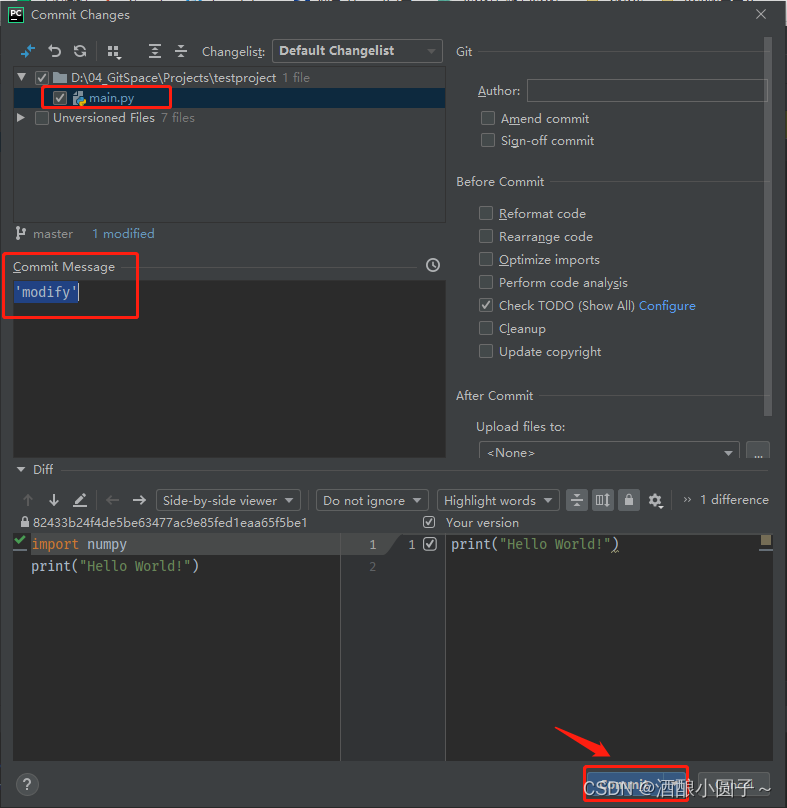 PC Commit Changes
Changelist: Default Changelist
D:\04_GitSpace\Projects\testproject 1 file
main.py
Unversioned Files 7 files
master 1 modified
Commit Message
'modify'
Git
Author:
Amend commit
Sign-off commit
Before Commit
Reformat code
Rearrange code
Optimize imports
Perform code analysis
Check TODO (Show All) Configure
Cleanup
Update copyright
After Commit
Upload files to:
<None>
...
Diff
Side-by-side viewer Do not ignore Highlight words » 1 difference
82433b24f4de5be63477ac9e85fed1eaa65f5be1 Your version
import numpy 1 1 print("Hello World!")
print("Hello World!") 2
?
CSDN @酒酿小圆子～